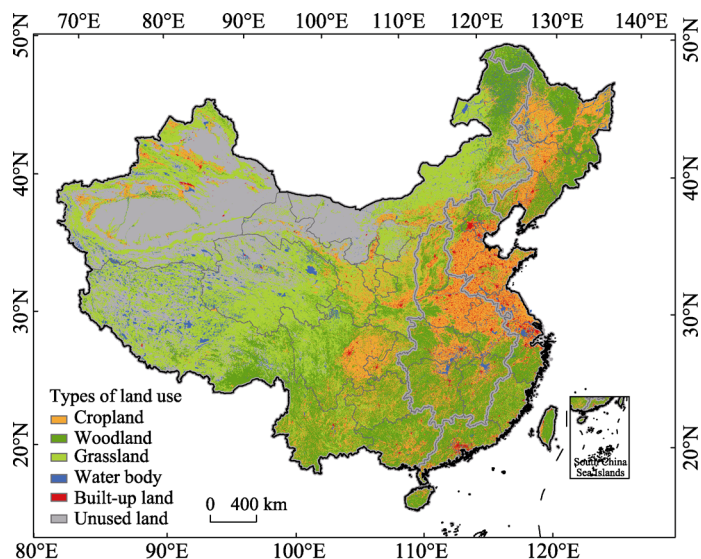 70°E 80°E 90°E 100°E 110°E 120°E 130°E 140°E
50°N 50°N
40°N 40°N
30°N 30°N
20°N 20°N
Types of land use
Cropland
Woodland
Grassland
Water body
Built-up land
Unused land
0 400 km
South China
Sea Islands
80°E 90°E 100°E 110°E 120°E